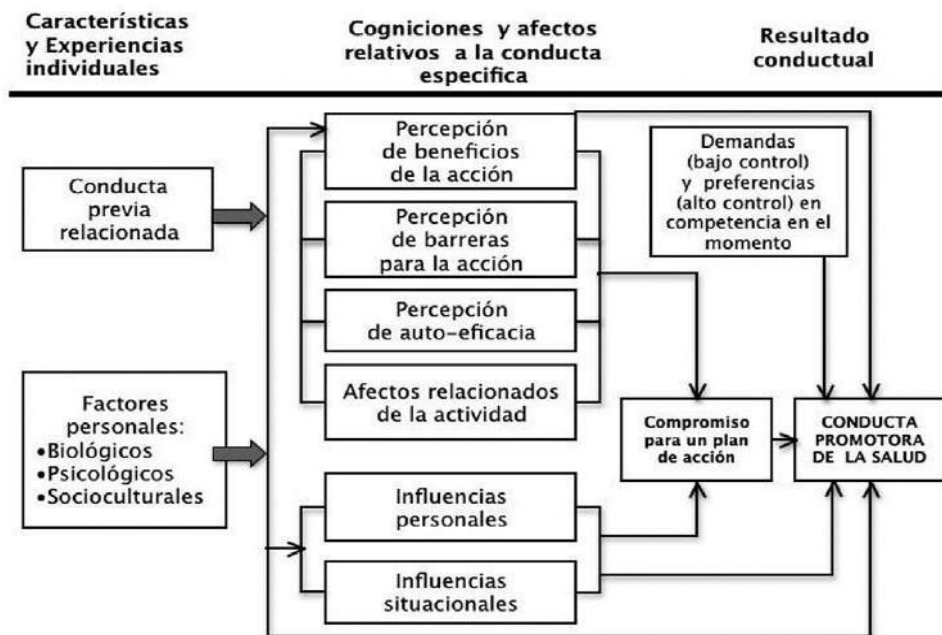 Características
y Experiencias
individuales
Cogniciones y afectos
relativos a la conducta
especifica
Resultado
conductual
Conducta
previa
relacionada
Factores
personales:
•Biológicos
•Psicológicos
•Socioculturales
Percepción
de beneficios
de la acción
Percepción
de barreras
para la acción
Percepción
de auto-eficacia
Afectos relacionados
de la actividad
Influencias
personales
Influencias
situacionales
Demandas
(bajo control)
y preferencias
(alto control) en
competencia en el
momento
Compromiso
para un plan
de acción
CONDUCTA
PROMOTORA
DE LA SALUD